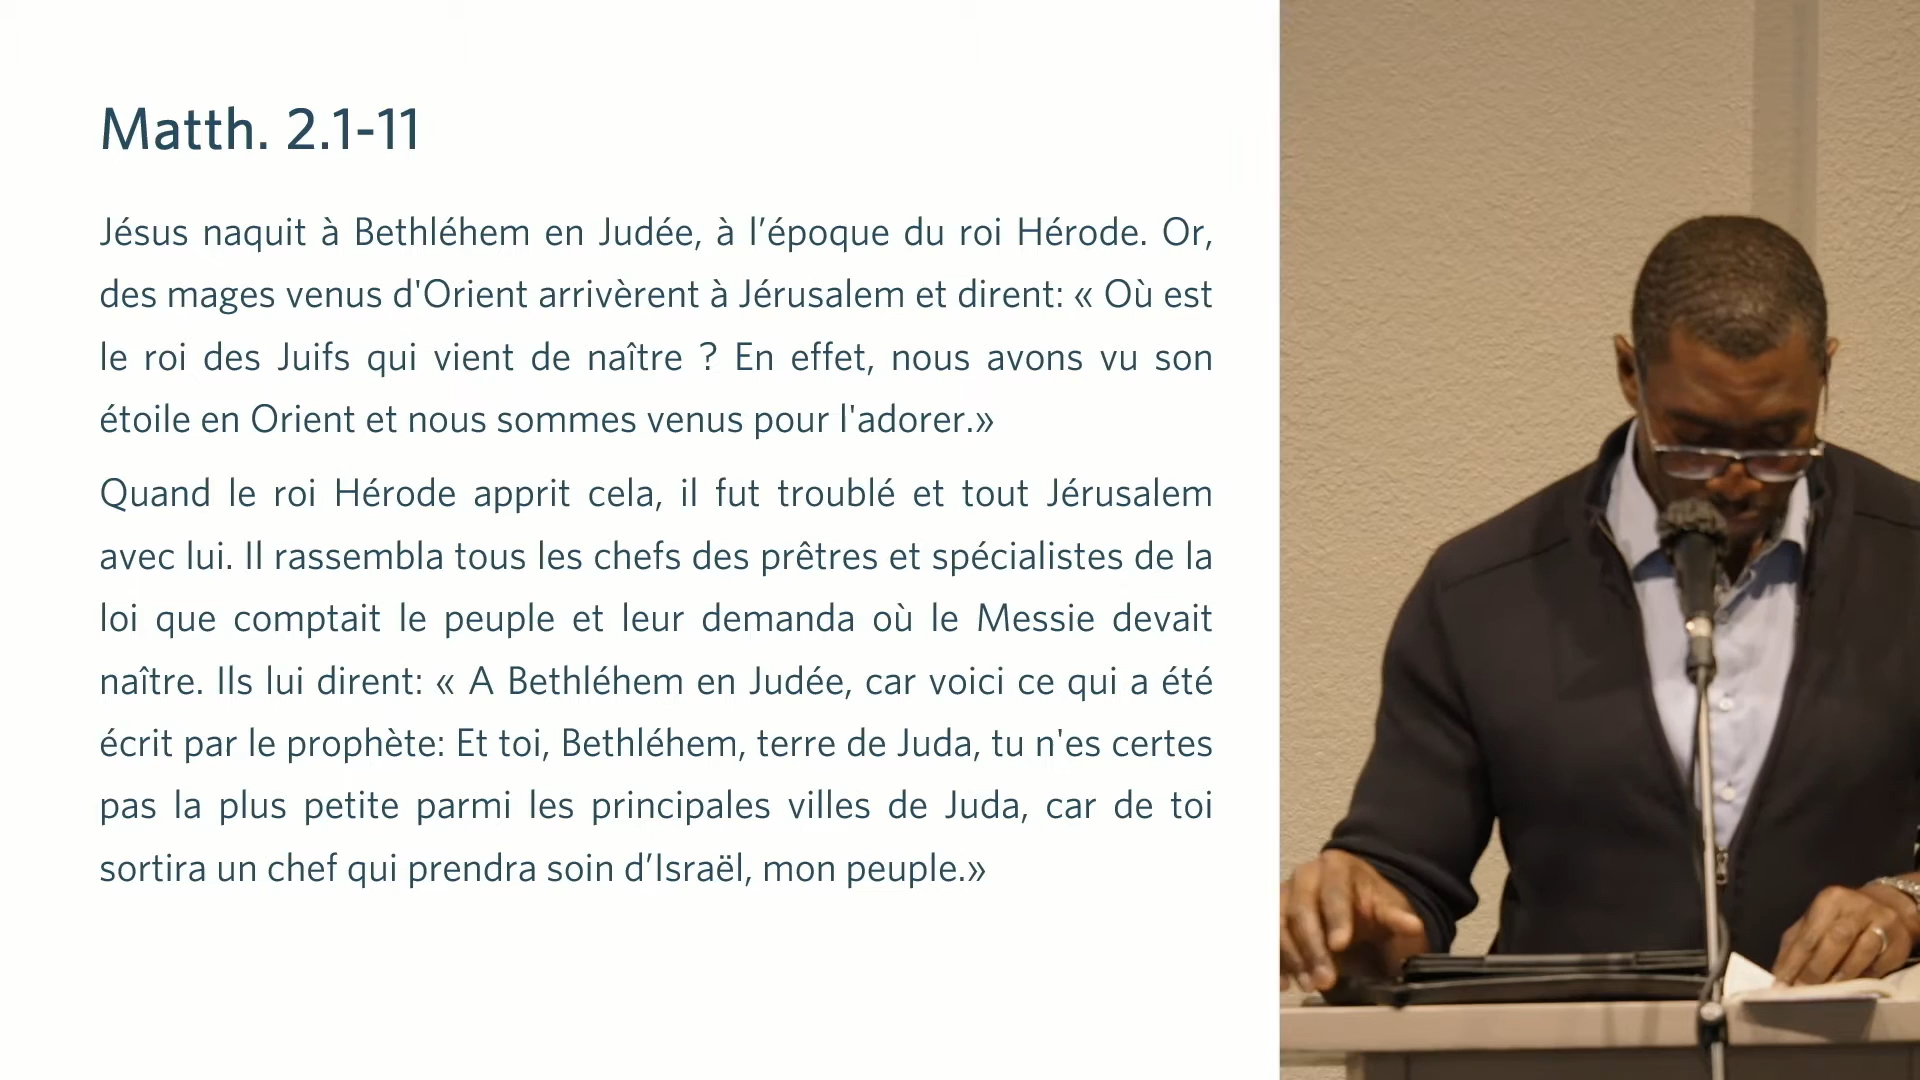 Matth. 2.1-11
Jésus naquit à Bethléhem en Judée, à l’époque du roi Hérode. Or,
des mages venus d'Orient arrivèrent à Jérusalem et dirent: « Où est
le roi des Juifs qui vient de naître ? En effet, nous avons vu son
étoile en Orient et nous sommes venus pour l'adorer.»
Quand le roi Hérode apprit cela, il fut troublé et tout Jérusalem
avec lui. Il rassembla tous les chefs des prêtres et spécialistes de la
loi que comptait le peuple et leur demanda où le Messie devait
naître. Ils lui dirent: « A Bethléhem en Judée, car voici ce qui a été
écrit par le prophète: Et toi, Bethléhem, terre de Juda, tu n'es certes
pas la plus petite parmi les principales villes de Juda, car de toi
sortira un chef qui prendra soin d’Israël, mon peuple.»